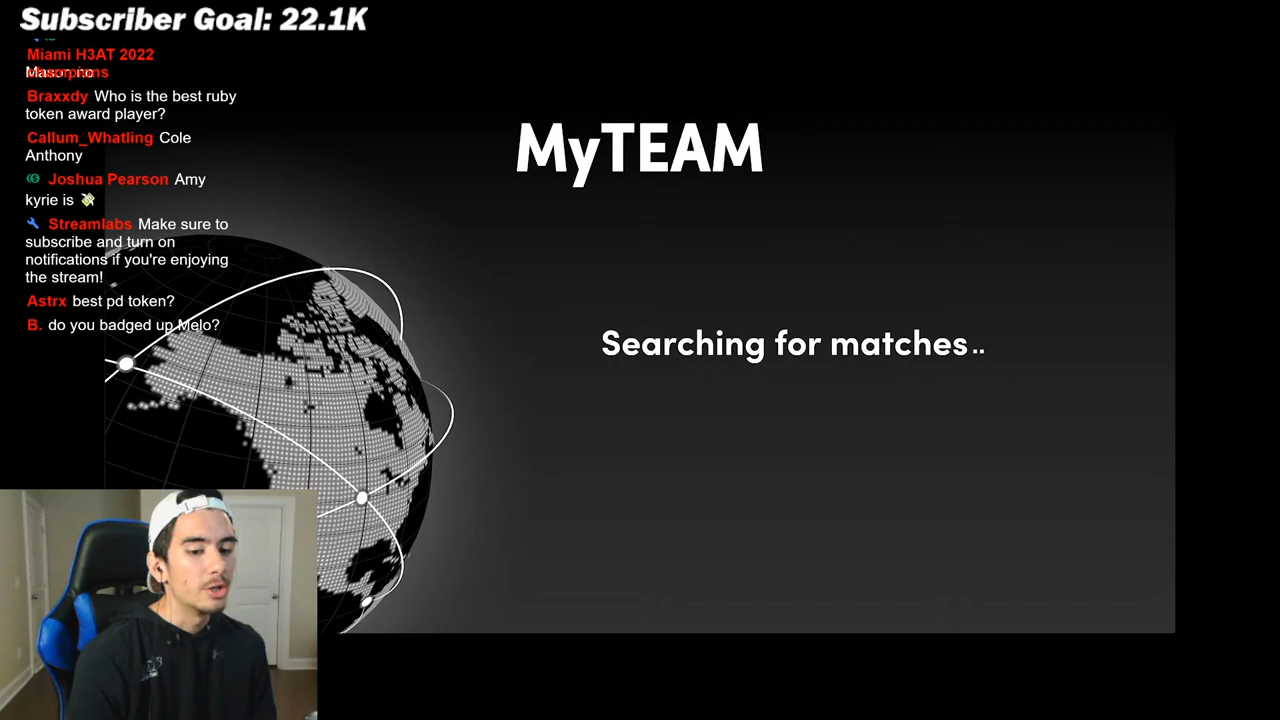 Subscriber Goal: 22.1K
Miami H3AT 2022
champions
Braxxdy Who is the best ruby
token award player?
Callum_Whatling Cole
Anthony
Joshua Pearson Amy
kyrie is
Streamlabs Make sure to
subscribe and turn on
notifications if you're enjoying
the stream!
Astrx best pd token?
B. do you badged up Melo?
MyTEAM
Searching for matches..